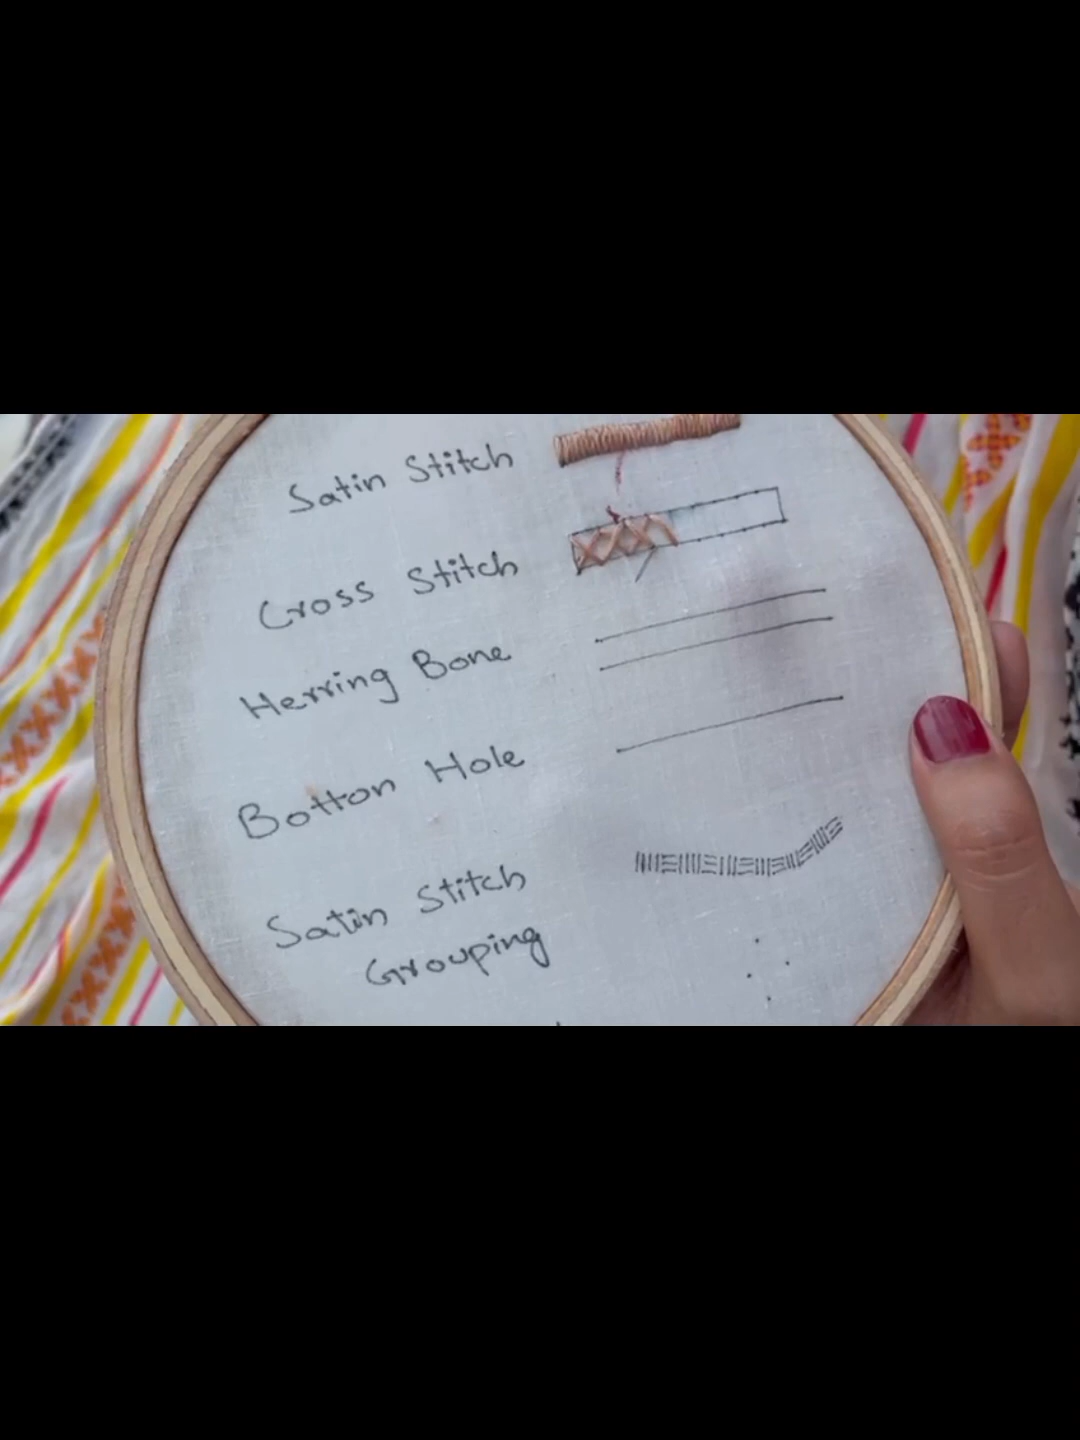 Satin Stitch
Cross Stitch
Herring Bone
Botton Hole
Satin Stitch
Grouping